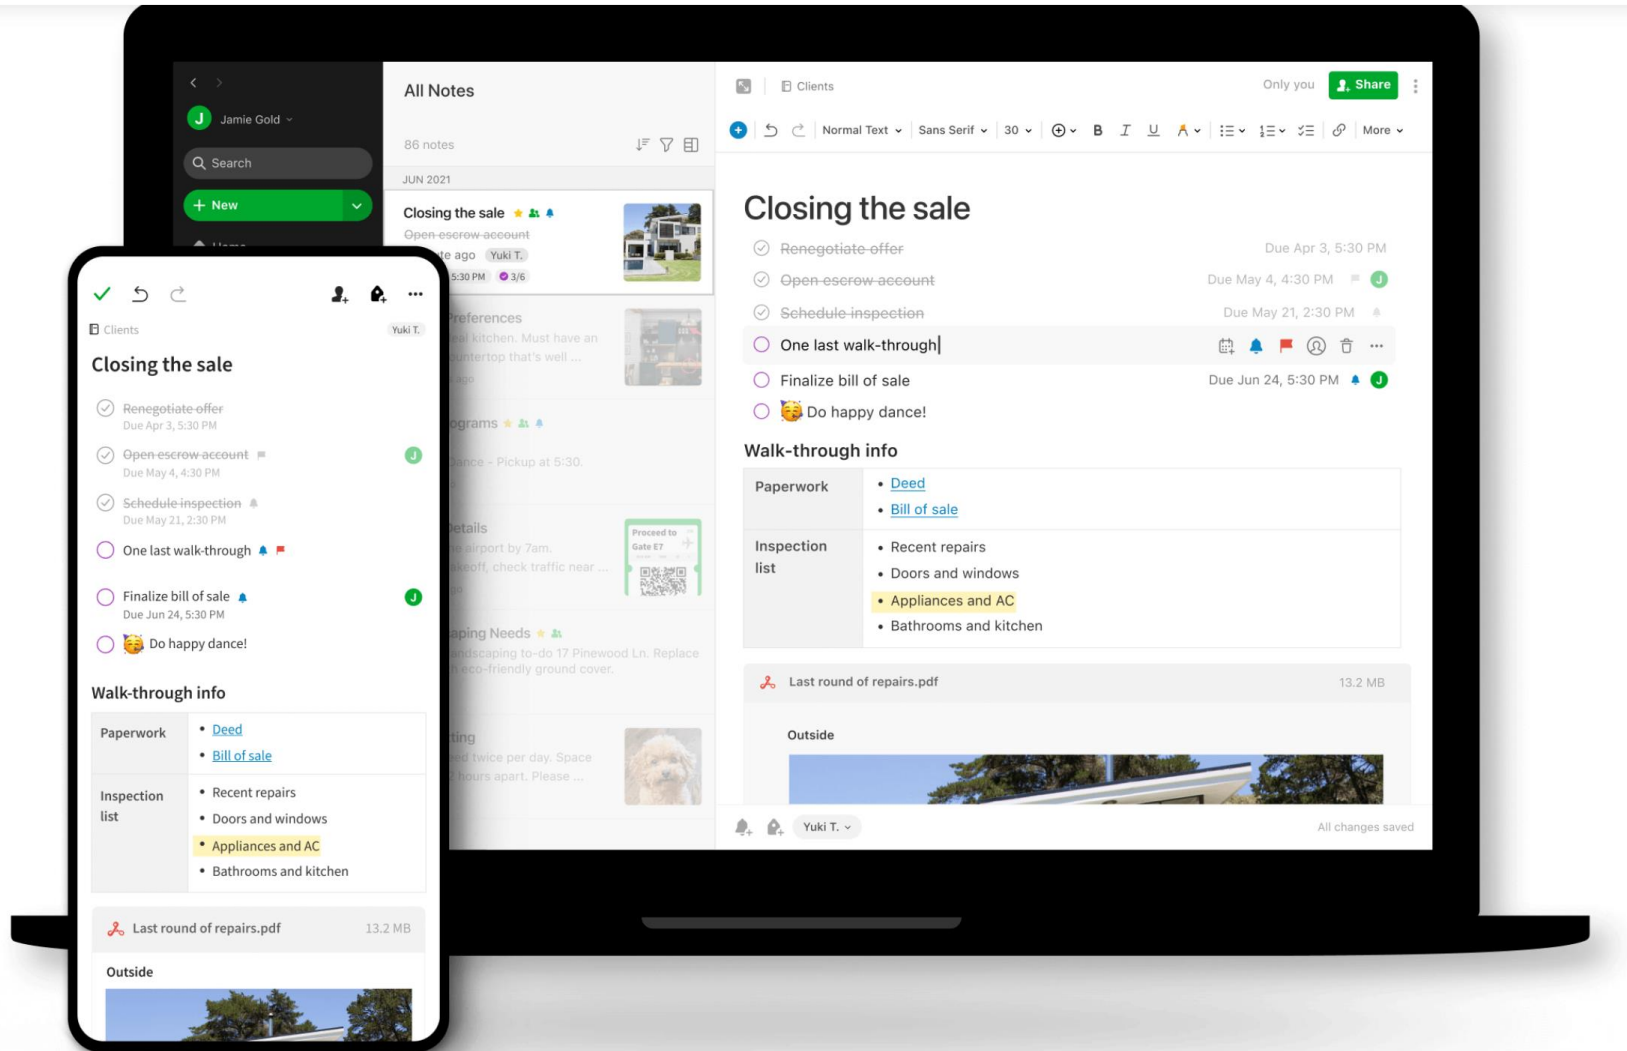 J Jamie Gold
Search
+ New
Home
All Notes
86 notes
JUN 2021
Closing the sale
Open escrow account
ago Yuki T.
5:30 PM 3/6
kitchen. Must have an
that's well ...
ago
Pickup at 5:30.
airport by 7am.
check traffic near ...
Proceed to
Gate E7
Needs
to-do 17 Pinewood Ln. Replace
eco-friendly ground cover.
twice per day. Space
hours apart. Please ...
Clients
Only you
Share
Normal Text Sans Serif 30 B I U A More
Closing the sale
Renegotiate offer Due Apr 3, 5:30 PM
Open escrow account Due May 4, 4:30 PM J
Schedule inspection Due May 21, 2:30 PM
One last walk-through
Finalize bill of sale Due Jun 24, 5:30 PM J
Do happy dance!
Walk-through info
Paperwork
• Deed
• Bill of sale
Inspection
list
• Recent repairs
• Doors and windows
• Appliances and AC
• Bathrooms and kitchen
Last round of repairs.pdf 13.2 MB
Outside
Yuki T.
All changes saved
Clients Yuki T.
Closing the sale
Renegotiate offer
Due Apr 3, 5:30 PM
Open escrow account J
Due May 4, 4:30 PM
Schedule inspection
Due May 21, 2:30 PM
One last walk-through
Finalize bill of sale J
Due Jun 24, 5:30 PM
Do happy dance!
Walk-through info
Paperwork
• Deed
• Bill of sale
Inspection
list
• Recent repairs
• Doors and windows
• Appliances and AC
• Bathrooms and kitchen
Last round of repairs.pdf 13.2 MB
Outside